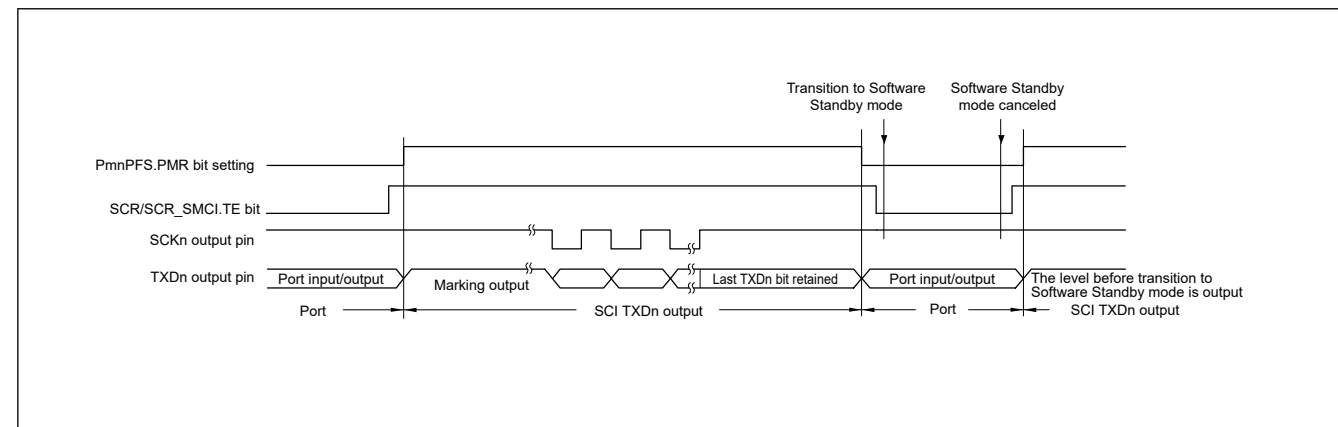 Transition to Software
Standby mode
Software Standby
mode canceled
PmnPFS.PMR bit setting
SCR/SCR_SMCI.TE bit
SCKn output pin
TXDn output pin
Port input/output
Marking output
Last TXDn bit retained
Port input/output
The level before transition to
Software Standby mode is output
Port
SCI TXDn output
Port
SCI TXDn output